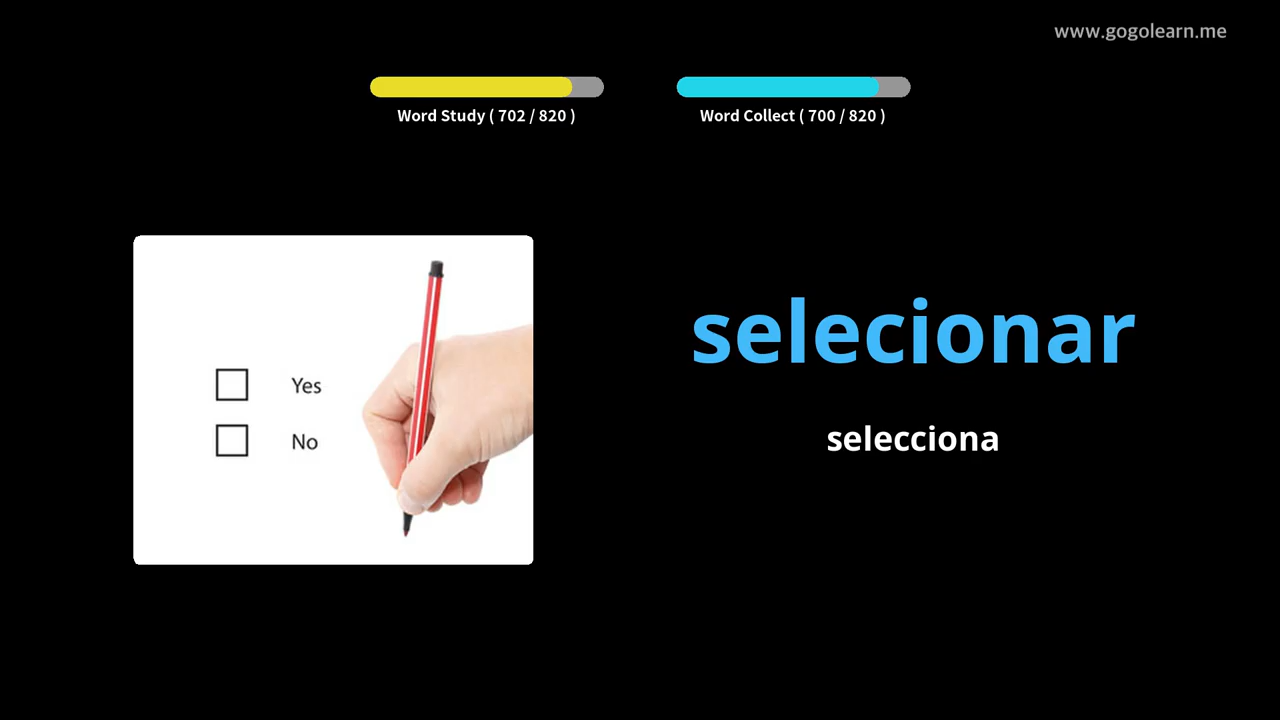 www.gogolearn.me
Word Study ( 702 / 820 )
Word Collect ( 700 / 820 )
Yes
No
selecionar
selecciona